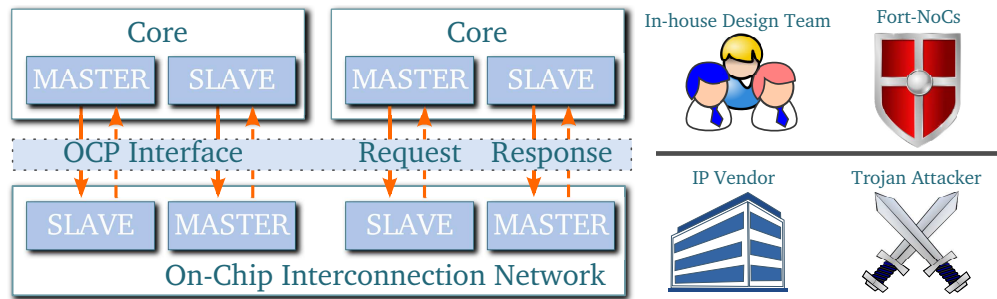 Core Core
MASTER SLAVE MASTER SLAVE
OCP Interface Request Response
SLAVE MASTER SLAVE MASTER
On-Chip Interconnection Network
In-house Design Team Fort-NoCs
IP Vendor Trojan Attacker